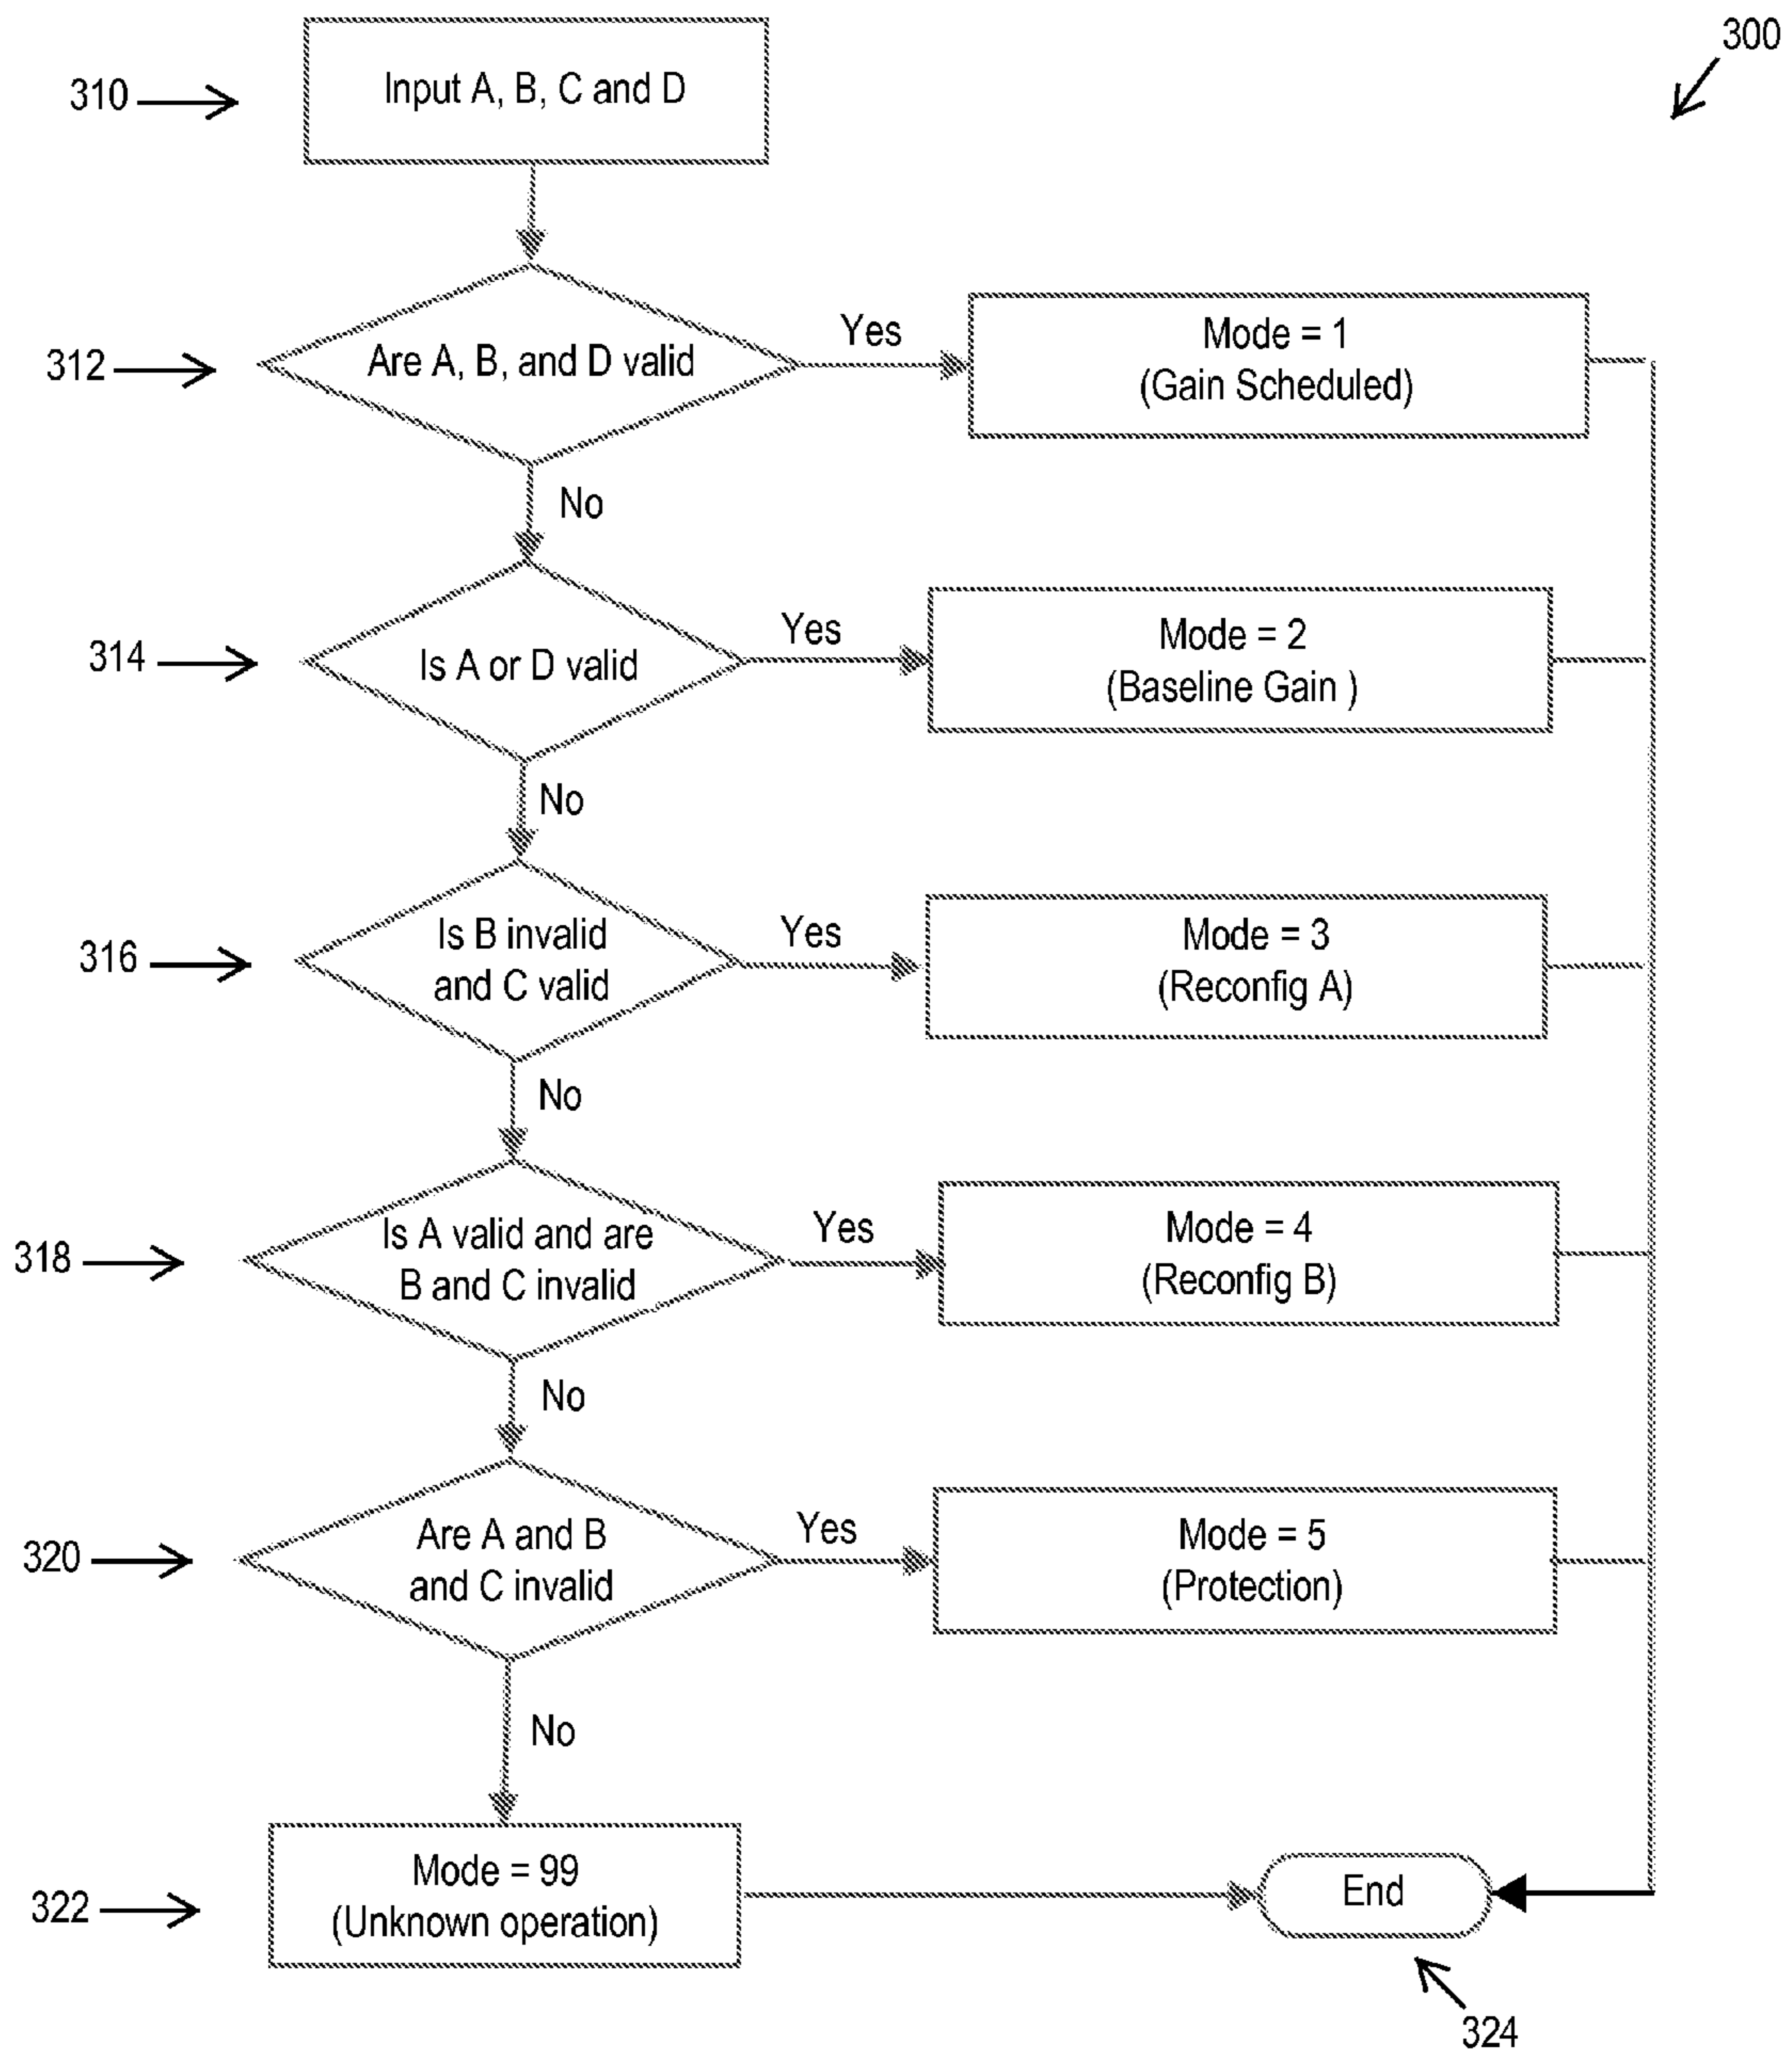 300
310
Input A, B, C and D
312
Are A, B, and D valid
Yes
Mode = 1
(Gain Scheduled)
No
314
Is A or D valid
Yes
Mode = 2
(Baseline Gain )
No
316
Is B invalid
and C valid
Yes
Mode = 3
(Reconfig A)
No
318
Is A valid and are
B and C invalid
Yes
Mode = 4
(Reconfig B)
No
320
Are A and B
and C invalid
Yes
Mode = 5
(Protection)
No
322
Mode = 99
(Unknown operation)
End
324